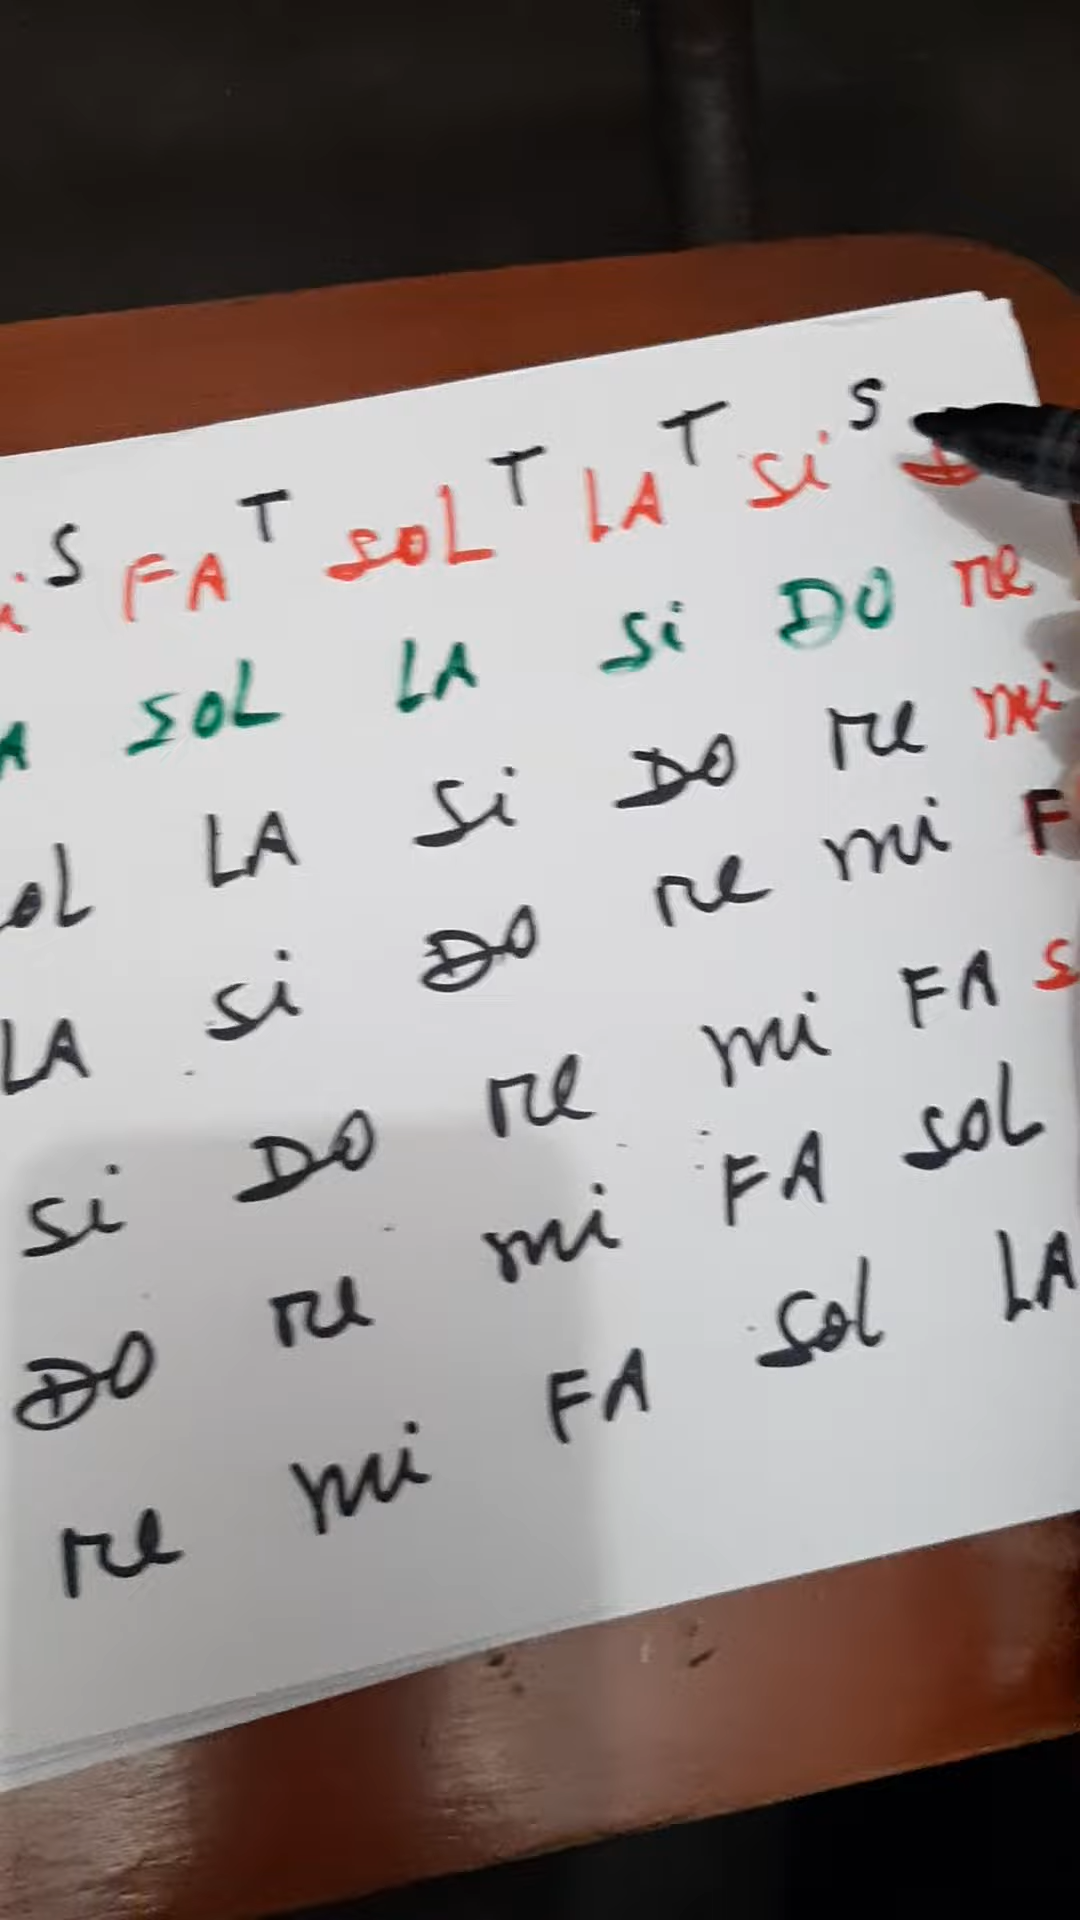 S T T T S
i FA SOL LA Si D
A SOL LA Si DO re
OL LA Si DO re mi
LA Si DO re mi F
Si DO re mi FA S
DO re mi FA SOL
re mi FA Sol LA